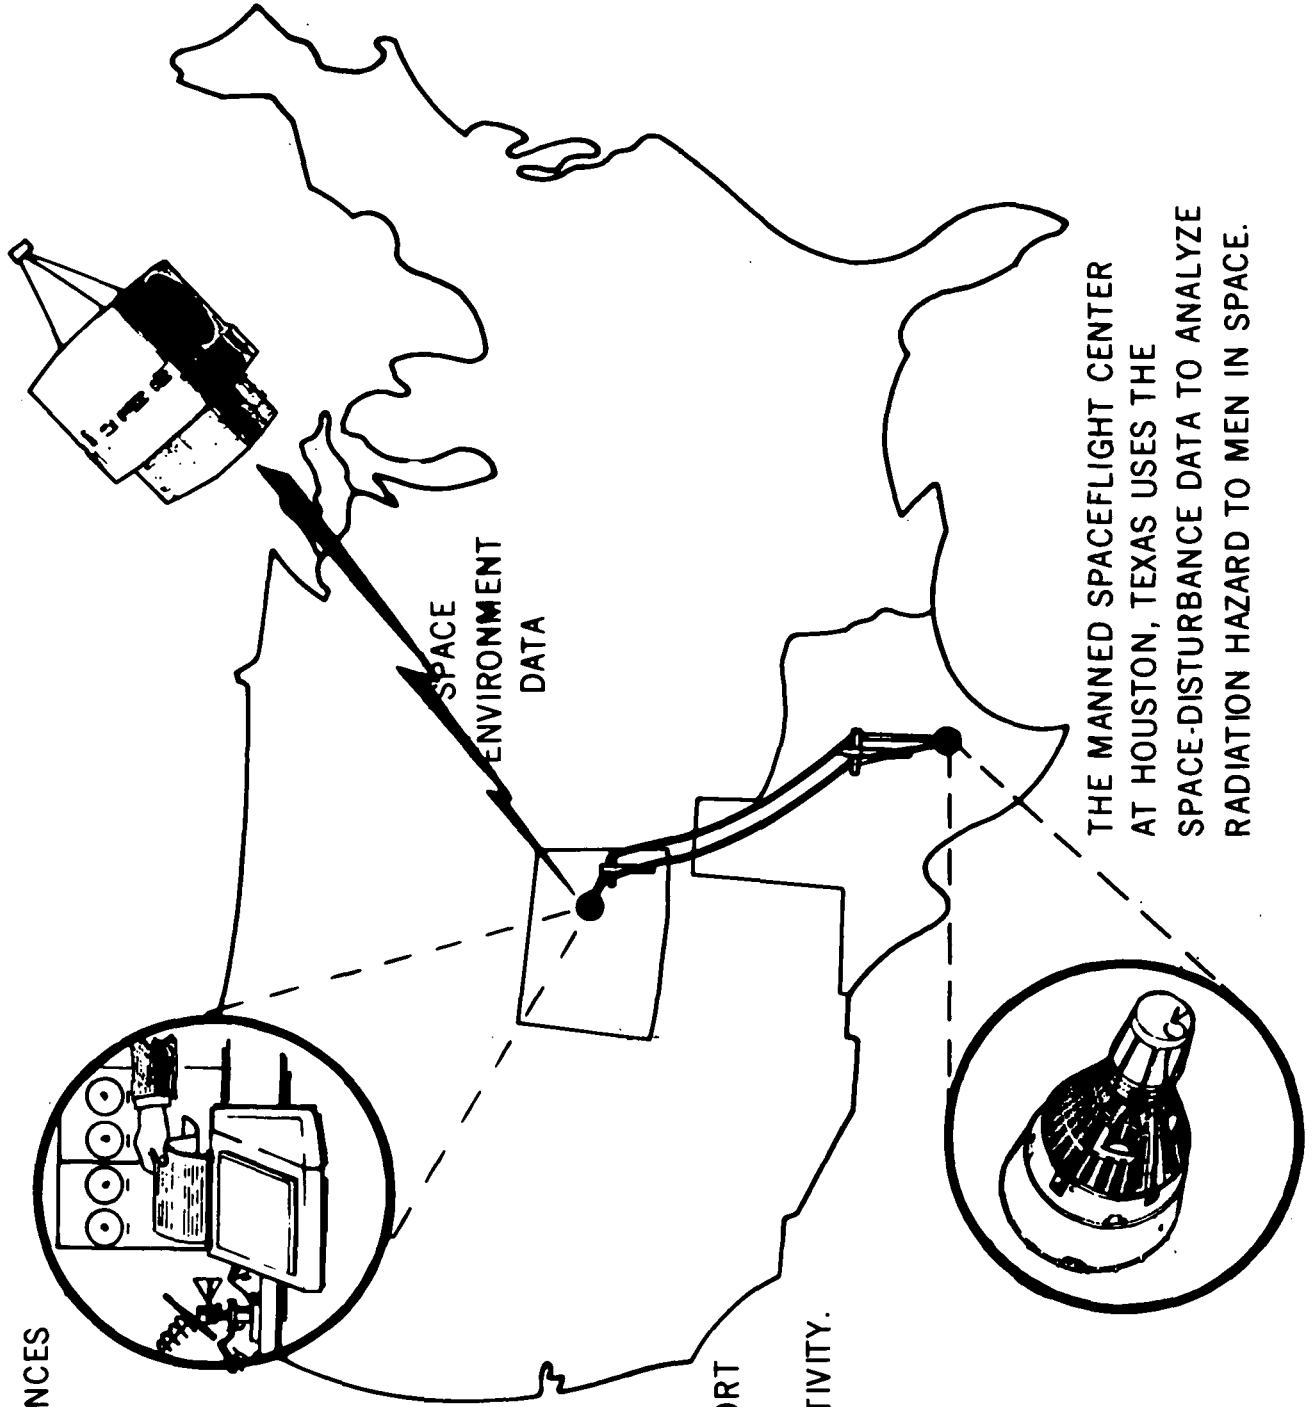 NCES
ORT
TIVITY.
SPACE
ENVIRONMENT
DATA
THE MANNED SPACEFLIGHT CENTER
AT HOUSTON, TEXAS USES THE
SPACE-DISTURBANCE DATA TO ANALYZE
RADIATION HAZARD TO MEN IN SPACE.